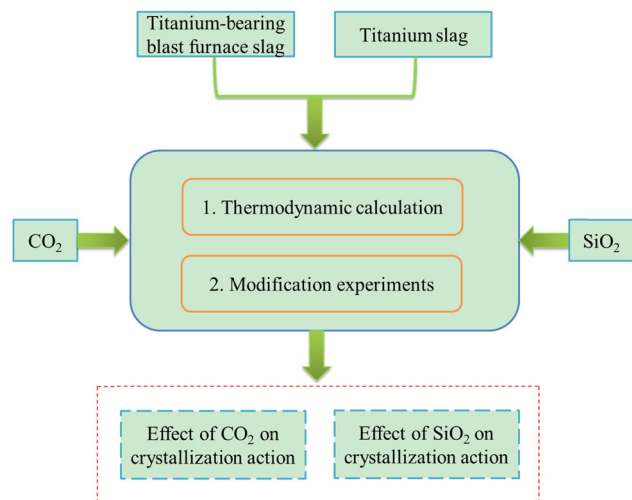 Titanium-bearing
blast furnace slag
Titanium slag
1. Thermodynamic calculation
CO₂
SiO₂
2. Modification experiments
Effect of CO₂ on
crystallization action
Effect of SiO₂ on
crystallization action